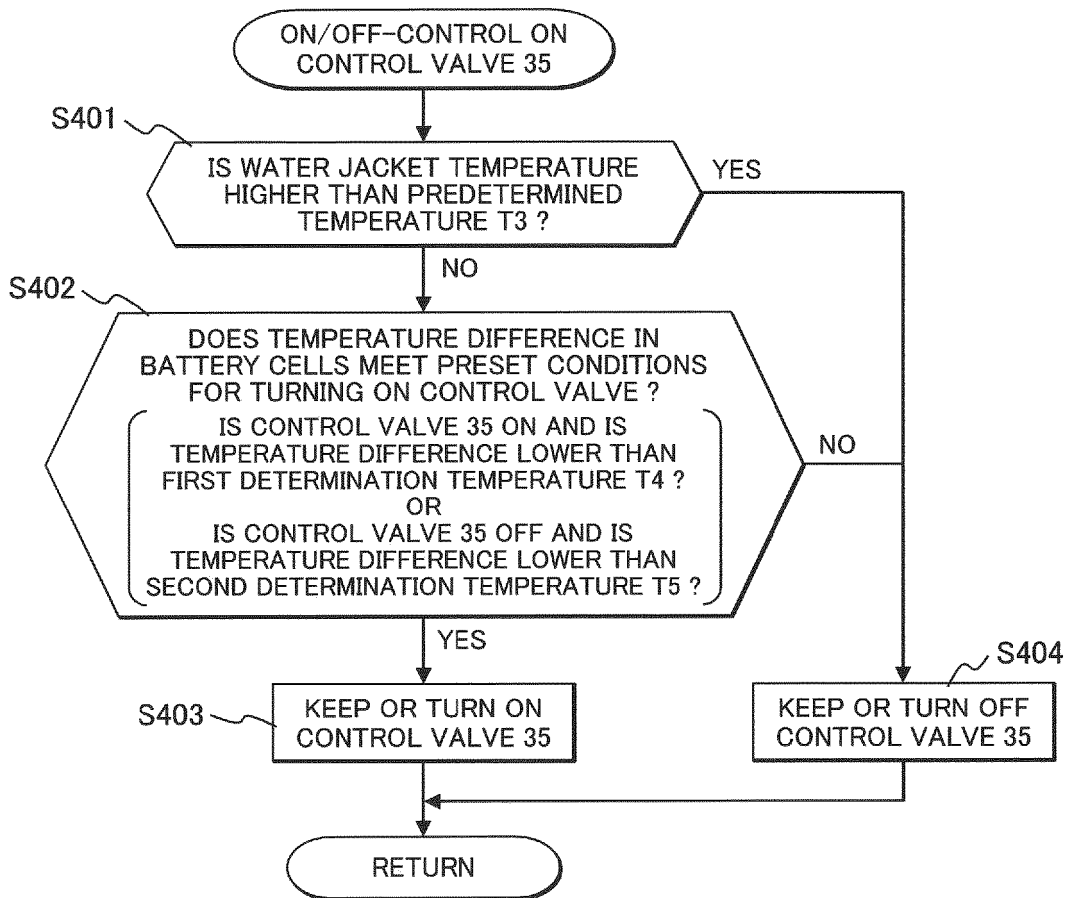 ON/OFF-CONTROL ON
CONTROL VALVE 35
S401
IS WATER JACKET TEMPERATURE
HIGHER THAN PREDETERMINED
TEMPERATURE T3 ?
YES
NO
S402
DOES TEMPERATURE DIFFERENCE IN
BATTERY CELLS MEET PRESET CONDITIONS
FOR TURNING ON CONTROL VALVE ?
IS CONTROL VALVE 35 ON AND IS
TEMPERATURE DIFFERENCE LOWER THAN
FIRST DETERMINATION TEMPERATURE T4 ?
OR
IS CONTROL VALVE 35 OFF AND IS
TEMPERATURE DIFFERENCE LOWER THAN
SECOND DETERMINATION TEMPERATURE T5 ?
NO
YES
S403
KEEP OR TURN ON
CONTROL VALVE 35
S404
KEEP OR TURN OFF
CONTROL VALVE 35
RETURN